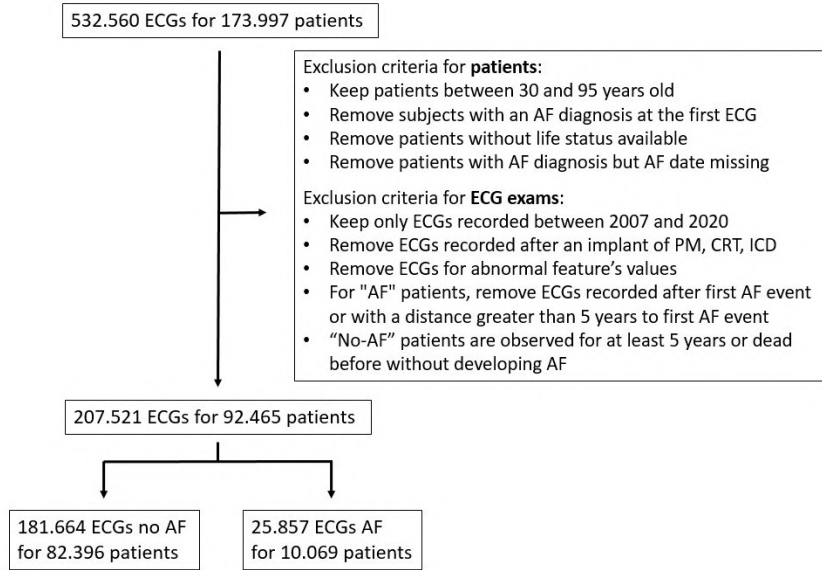 532.560 ECGs for 173.997 patients
Exclusion criteria for patients:
• Keep patients between 30 and 95 years old
• Remove subjects with an AF diagnosis at the first ECG
• Remove patients without life status available
• Remove patients with AF diagnosis but AF date missing
Exclusion criteria for ECG exams:
• Keep only ECGs recorded between 2007 and 2020
• Remove ECGs recorded after an implant of PM, CRT, ICD
• Remove ECGs for abnormal feature's values
• For "AF" patients, remove ECGs recorded after first AF event
or with a distance greater than 5 years to first AF event
• “No-AF” patients are observed for at least 5 years or dead
before without developing AF
207.521 ECGs for 92.465 patients
181.664 ECGs no AF
for 82.396 patients
25.857 ECGs AF
for 10.069 patients